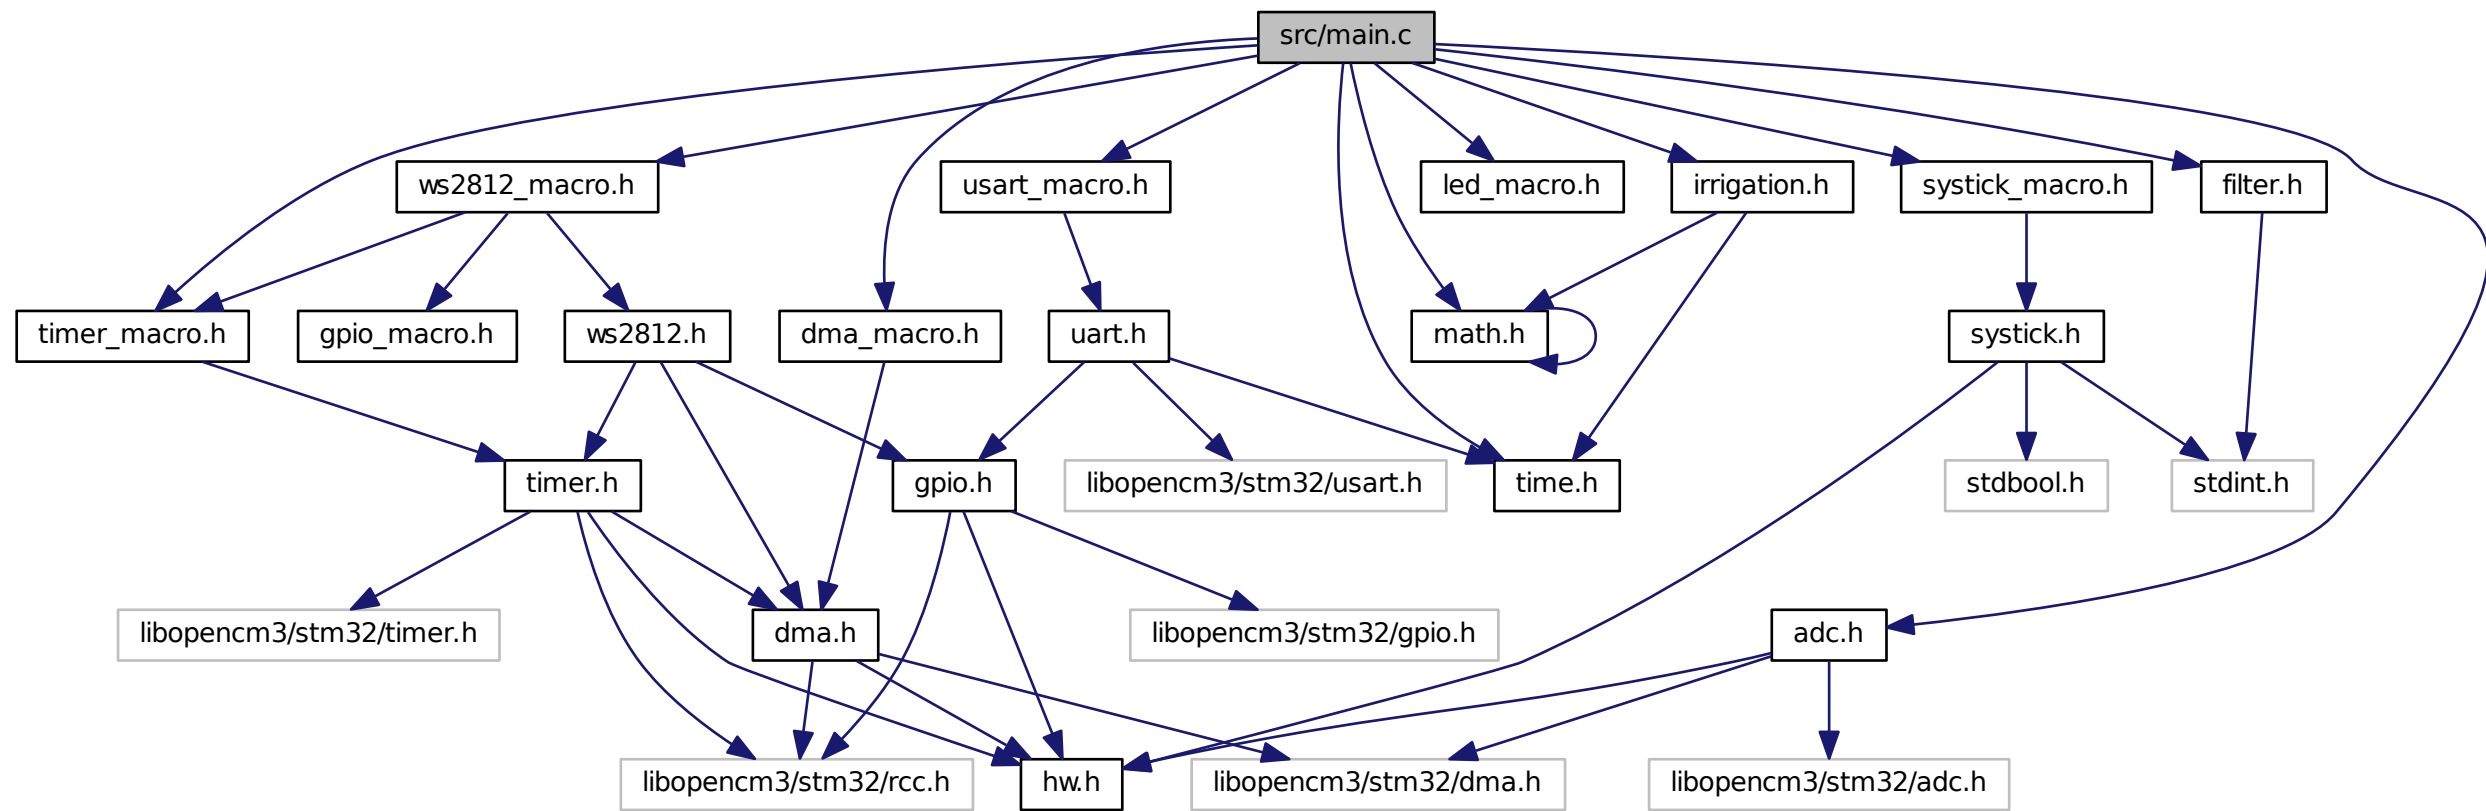 src/main.c
ws2812_macro.h
usart_macro.h
led_macro.h
irrigation.h
systick_macro.h
filter.h
timer_macro.h
gpio_macro.h
ws2812.h
dma_macro.h
uart.h
math.h
systick.h
timer.h
gpio.h
libopencm3/stm32/usart.h
time.h
stdbool.h
stdint.h
libopencm3/stm32/timer.h
dma.h
libopencm3/stm32/gpio.h
adc.h
libopencm3/stm32/rcc.h
hw.h
libopencm3/stm32/dma.h
libopencm3/stm32/adc.h